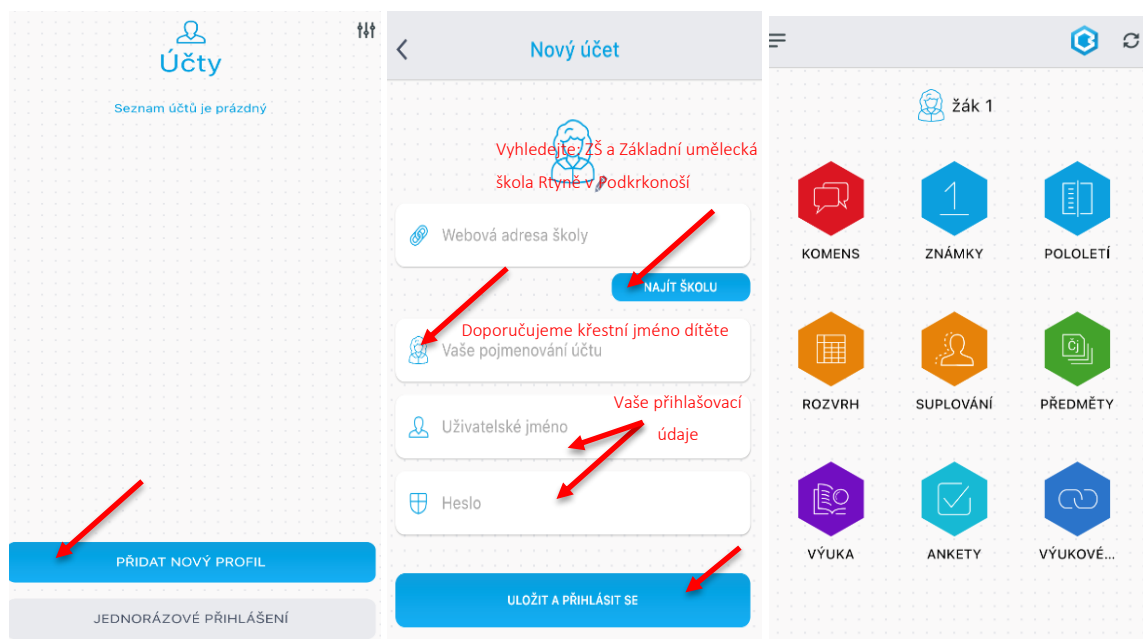 Účty
Seznam účtů je prázdný
PŘIDAT NOVÝ PROFIL
JEDNORÁZOVÉ PŘIHLÁŠENÍ
Nový účet
Vyhledejte: ZŠ a Základní umělecká
škola Rtyně v Podkrkonoší
Webová adresa školy
NAJÍT ŠKOLU
Doporučujeme křestní jméno dítěte
Vaše pojmenování účtu
Vaše přihlašovací
údaje
Uživatelské jméno
Heslo
ULOŽIT A PŘIHLÁSIT SE
žák 1
1
KOMENS
ZNÁMKY
POLOLETÍ
Čj
ROZVRH
SUPLOVÁNÍ
PŘEDMĚTY
VÝUKA
ANKETY
VÝUKOVÉ...